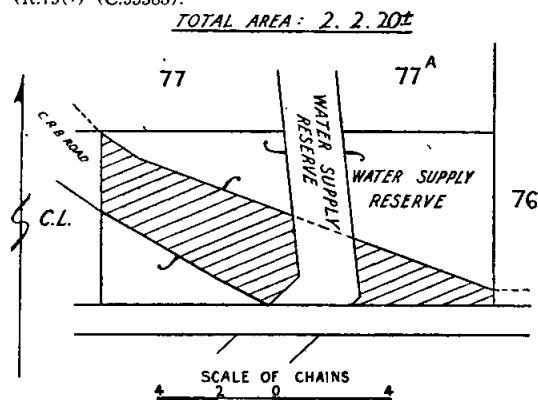 TOTAL AREA: 2.2.20±
77
77A
C.R.B ROAD
WATER SUPPLY
RESERVE
WATER SUPPLY
RESERVE
C.L.
76
SCALE OF CHAINS
4 2 0 4